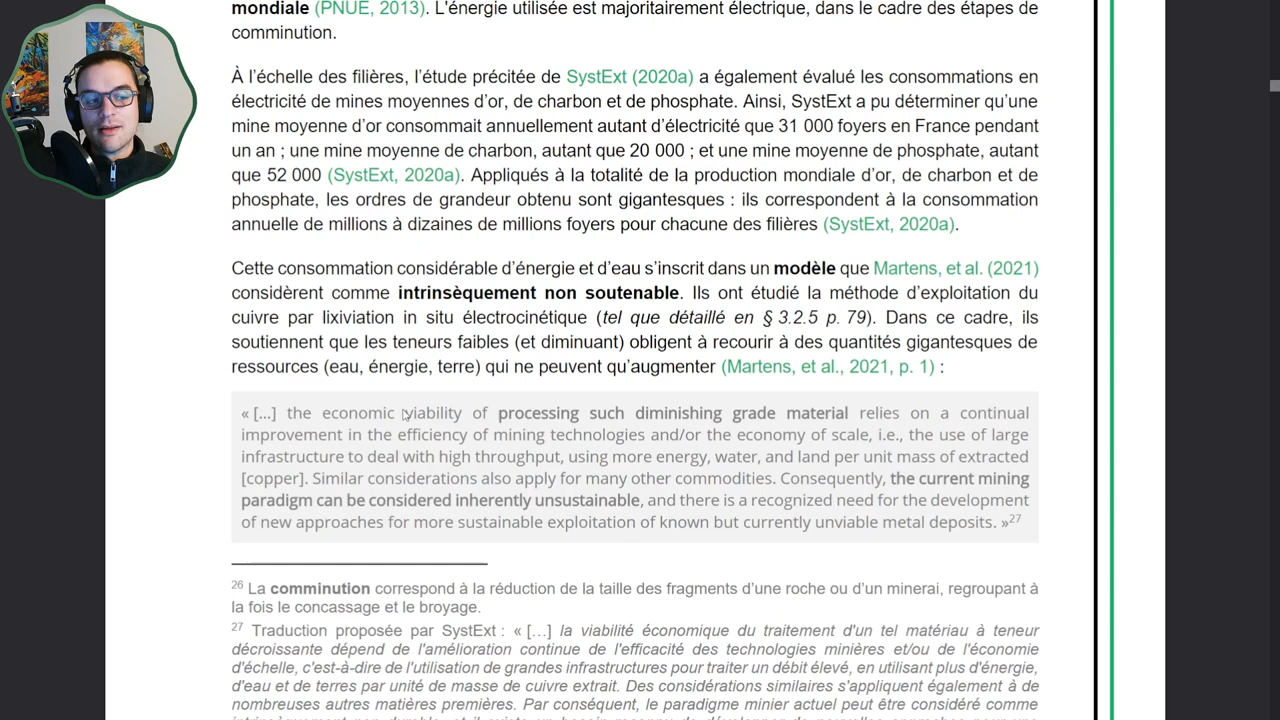 mondiale (PNUE, 2013). L'énergie utilisée est majoritairement électrique, dans le cadre des étapes de
comminution.
À l’échelle des filières, l’étude précitée de SystExt (2020a) a également évalué les consommations en
électricité de mines moyennes d’or, de charbon et de phosphate. Ainsi, SystExt a pu déterminer qu’une
mine moyenne d’or consommait annuellement autant d’électricité que 31 000 foyers en France pendant
un an ; une mine moyenne de charbon, autant que 20 000 ; et une mine moyenne de phosphate, autant
que 52 000 (SystExt, 2020a). Appliqués à la totalité de la production mondiale d’or, de charbon et de
phosphate, les ordres de grandeur obtenu sont gigantesques : ils correspondent à la consommation
annuelle de millions à dizaines de millions foyers pour chacune des filières (SystExt, 2020a).
Cette consommation considérable d’énergie et d’eau s’inscrit dans un modèle que Martens, et al. (2021)
considèrent comme intrinsèquement non soutenable. Ils ont étudié la méthode d’exploitation du
cuivre par lixiviation in situ électrocinétique (tel que détaillé en § 3.2.5 p. 79). Dans ce cadre, ils
soutiennent que les teneurs faibles (et diminuant) obligent à recourir à des quantités gigantesques de
ressources (eau, énergie, terre) qui ne peuvent qu’augmenter (Martens, et al., 2021, p. 1) :
« [...] the economic viability of processing such diminishing grade material relies on a continual
improvement in the efficiency of mining technologies and/or the economy of scale, i.e., the use of large
infrastructure to deal with high throughput, using more energy, water, and land per unit mass of extracted
[copper]. Similar considerations also apply for many other commodities. Consequently, the current mining
paradigm can be considered inherently unsustainable, and there is a recognized need for the development
of new approaches for more sustainable exploitation of known but currently unviable metal deposits. »27
26 La comminution correspond à la réduction de la taille des fragments d’une roche ou d’un minerai, regroupant à
la fois le concassage et le broyage.
27 Traduction proposée par SystExt : « [...] la viabilité économique du traitement d'un tel matériau à teneur
décroissante dépend de l'amélioration continue de l'efficacité des technologies minières et/ou de l'économie
d'échelle, c'est-à-dire de l'utilisation de grandes infrastructures pour traiter un débit élevé, en utilisant plus d'énergie,
d'eau et de terres par unité de masse de cuivre extrait. Des considérations similaires s'appliquent également à de
nombreuses autres matières premières. Par conséquent, le paradigme minier actuel peut être considéré comme